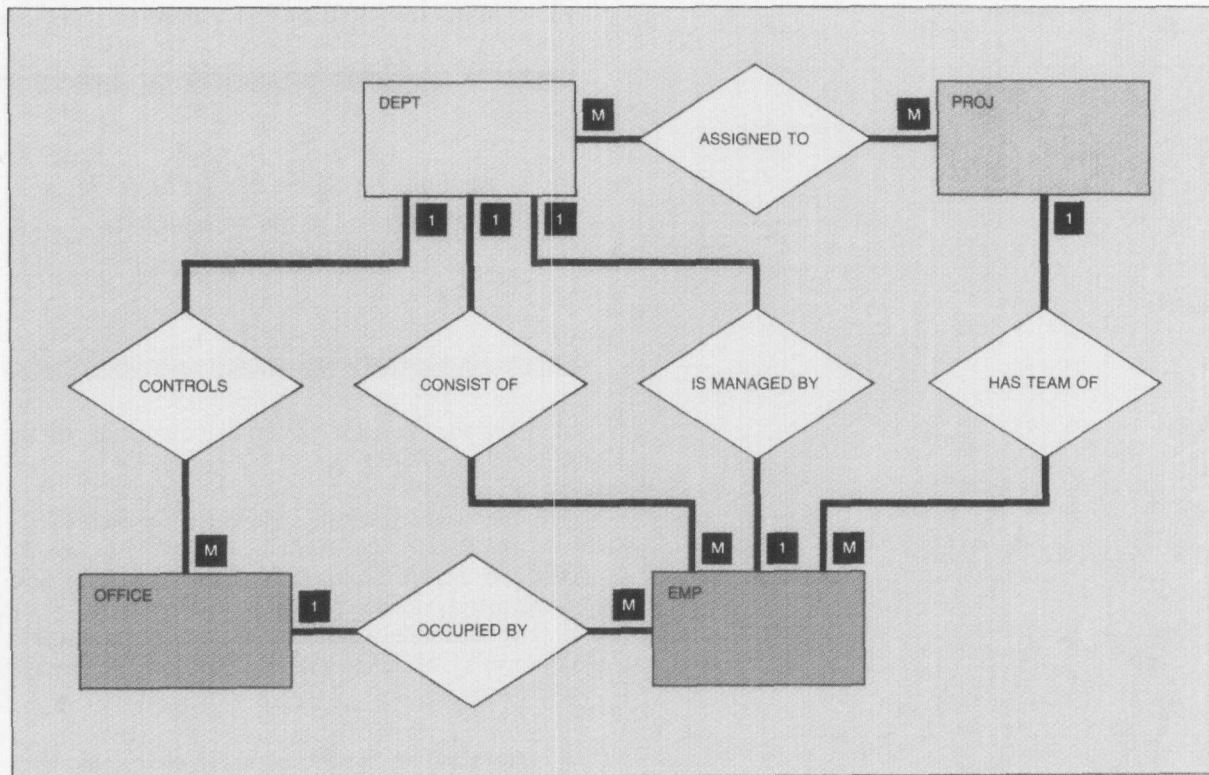 DEPT
M
ASSIGNED TO
M
PROJ
1
1
1
1
CONTROLS
CONSIST OF
IS MANAGED BY
HAS TEAM OF
M
M
1
M
OFFICE
1
OCCUPIED BY
M
EMP